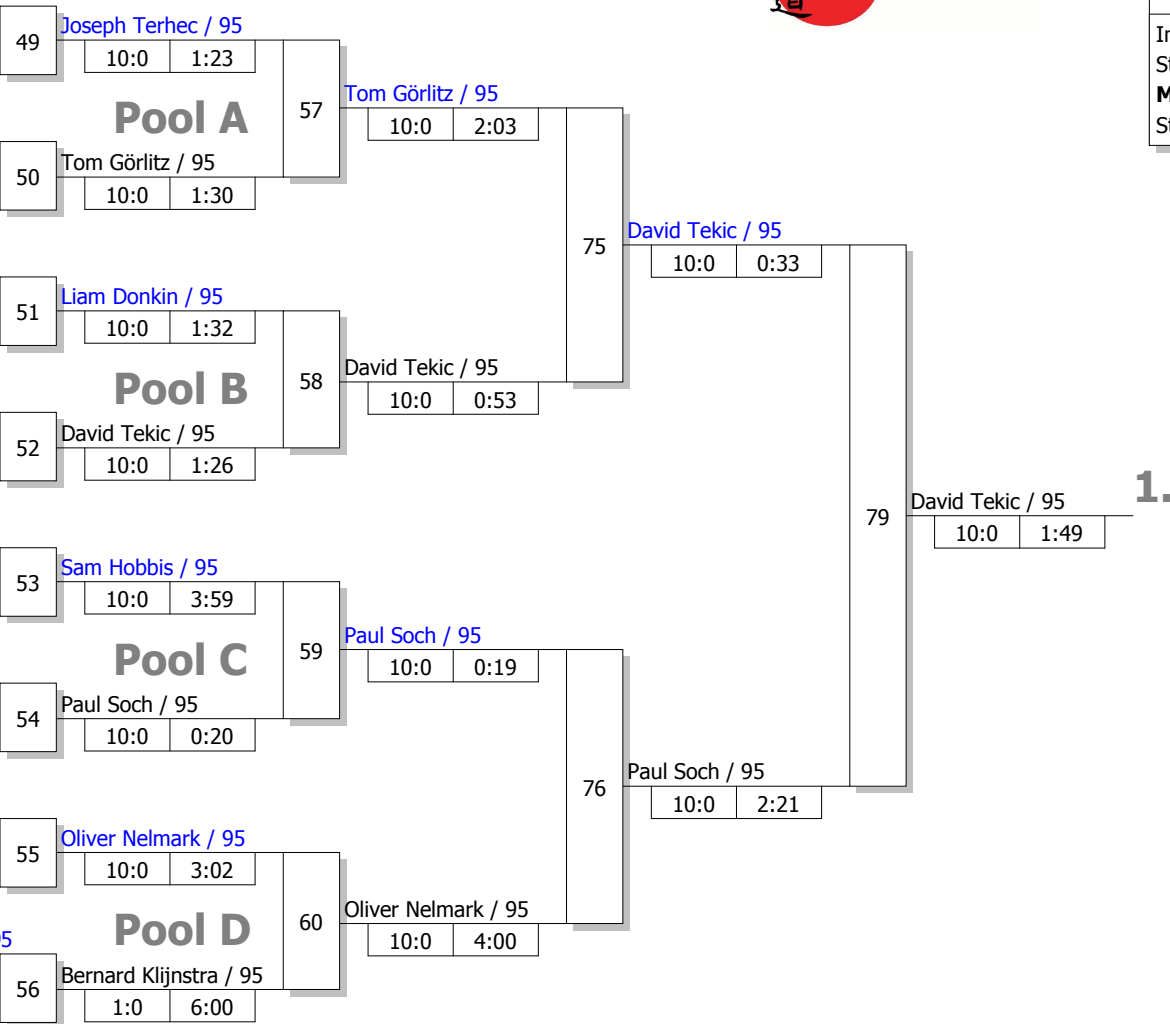 49
Joseph Terhec / 95
10:0 1:23
Pool A
50
Tom Görlitz / 95
10:0 1:30
57
Tom Görlitz / 95
10:0 2:03
51
Liam Donkin / 95
10:0 1:32
Pool B
52
David Tekic / 95
10:0 1:26
58
David Tekic / 95
10:0 0:53
75
David Tekic / 95
10:0 0:33
53
Sam Hobbis / 95
10:0 3:59
Pool C
54
Paul Soch / 95
10:0 0:20
59
Paul Soch / 95
10:0 0:19
55
Oliver Nelmark / 95
10:0 3:02
Pool D
5
56
Bernard Klijnstra / 95
1:0 6:00
60
Oliver Nelmark / 95
10:0 4:00
76
Paul Soch / 95
10:0 2:21
79
David Tekic / 95
10:0 1:49
1.